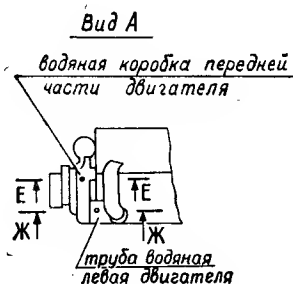 Вид А
водяная коробка передней
части двигателя
Е Е
Ж Ж
труба водяная
левая двигателя